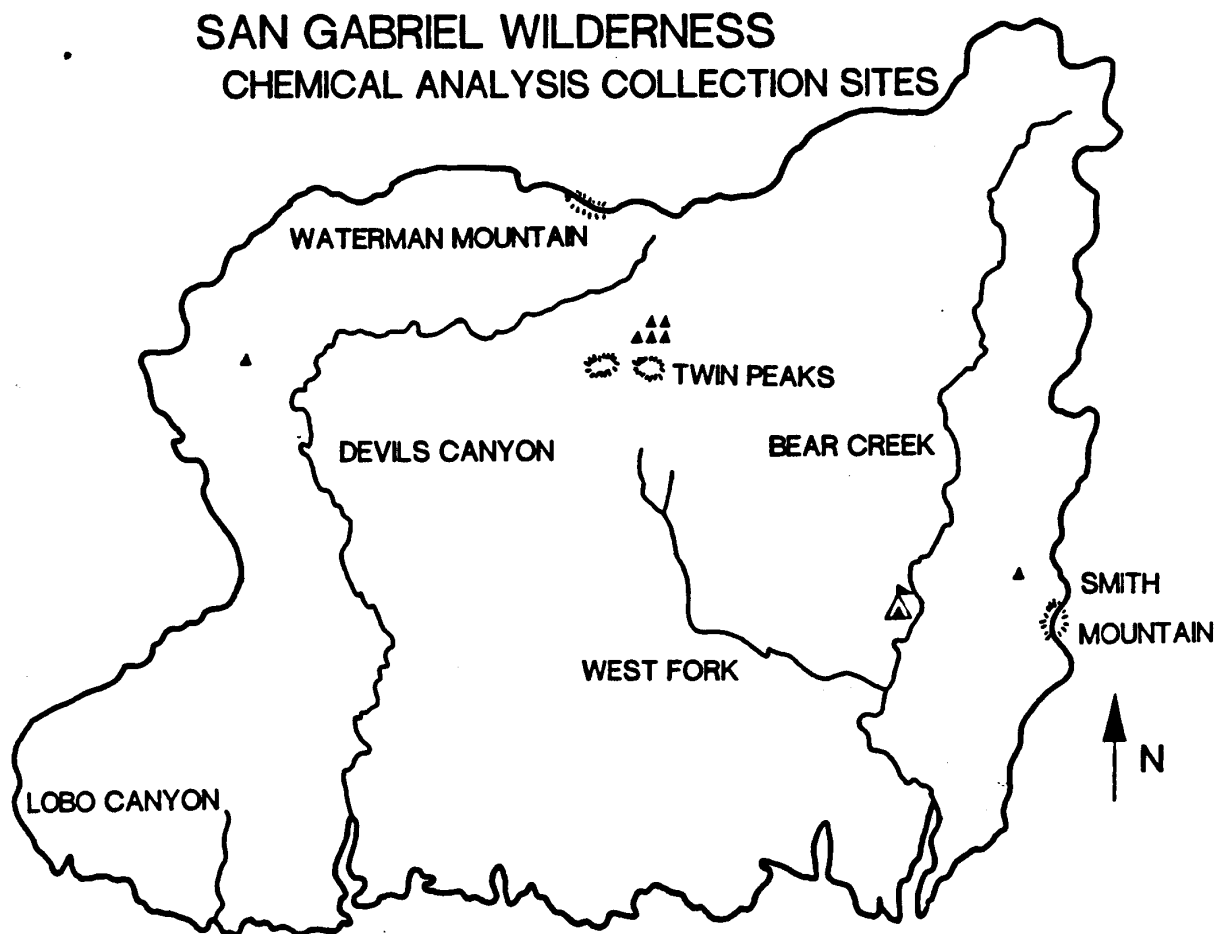 SAN GABRIEL WILDERNESS
CHEMICAL ANALYSIS COLLECTION SITES
WATERMAN MOUNTAIN
TWIN PEAKS
DEVILS CANYON
BEAR CREEK
SMITH
MOUNTAIN
WEST FORK
N
LOBO CANYON